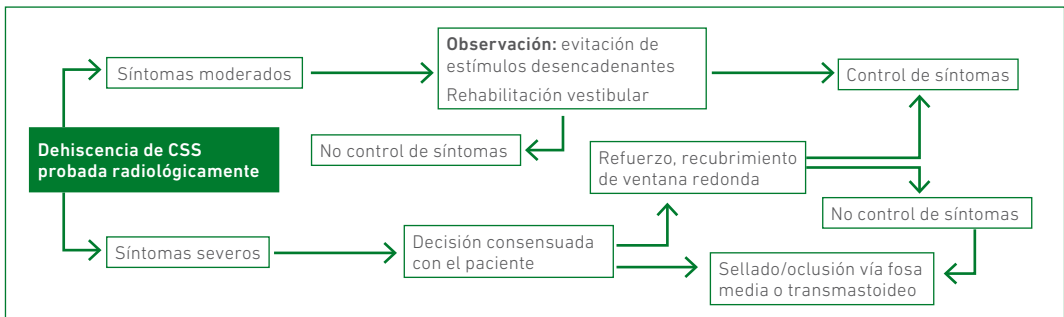 Síntomas moderados
Observación: evitación de
estímulos desencadenantes
Rehabilitación vestibular
Control de síntomas
Dehiscencia de CSS
probada radiológicamente
No control de síntomas
Refuerzo, recubrimiento
de ventana redonda
No control de síntomas
Síntomas severos
Decisión consensuada
con el paciente
Sellado/oclusión vía fosa
media o transmastoideo